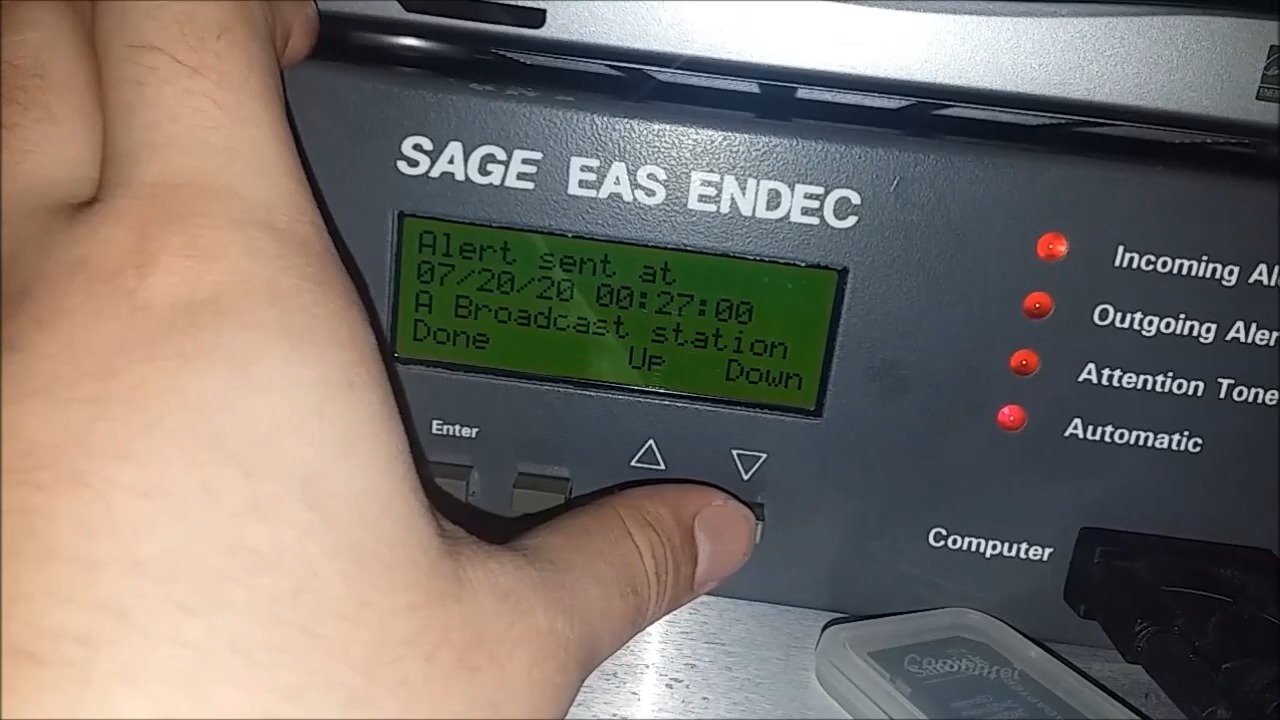 SAGE EAS ENDEC
Alert sent at
07/20/20 00:27:00
A Broadcast station
Done Up Down
Enter
Incoming Al
Outgoing Aler
Attention Tone
Automatic
Computer